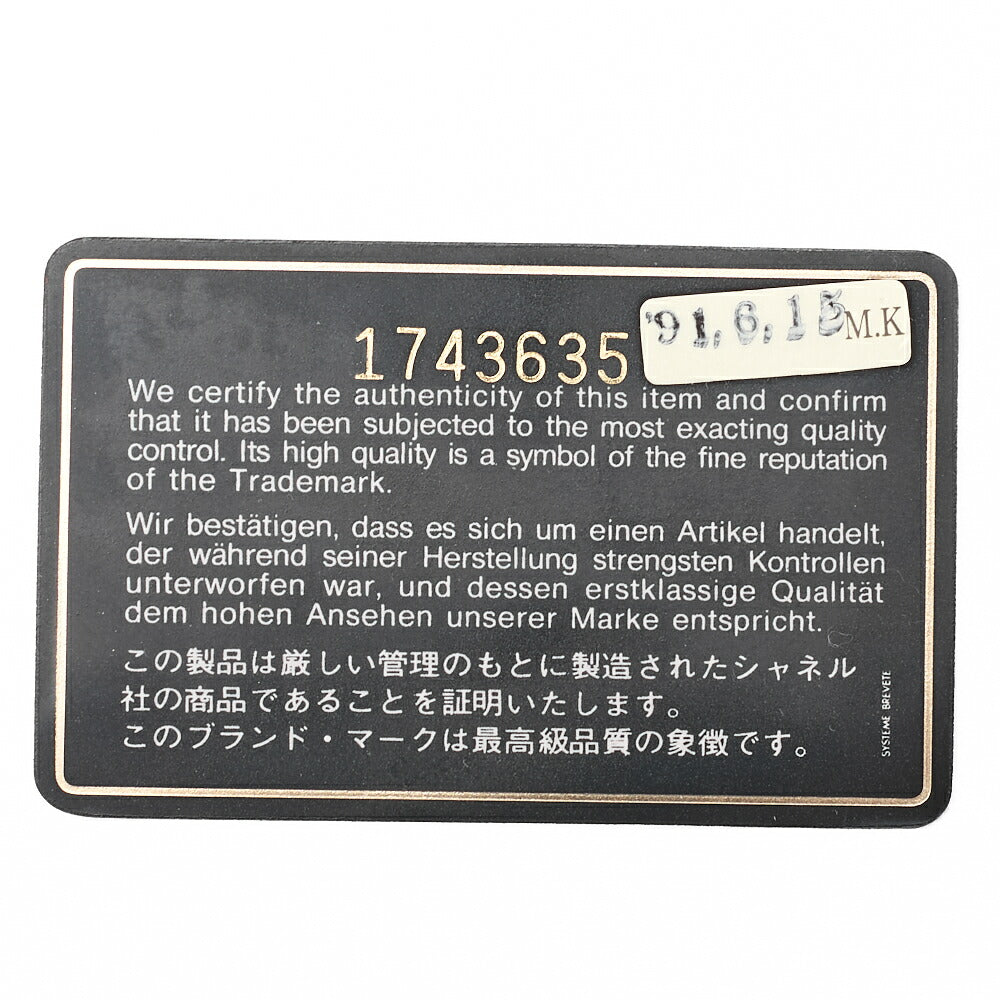 '91.6.15 M.K
1743635
We certify the authenticity of this item and confirm
that it has been subjected to the most exacting quality
control. Its high quality is a symbol of the fine reputation
of the Trademark.
Wir bestätigen, dass es sich um einen Artikel handelt,
der während seiner Herstellung strengsten Kontrollen
unterworfen war, und dessen erstklassige Qualität
dem hohen Ansehen unserer Marke entspricht.
この製品は厳しい管理のもとに製造されたシャネル
社の商品であることを証明いたします。
このブランド・マークは最高級品質の象徴です。
SYSTEME BREVETE